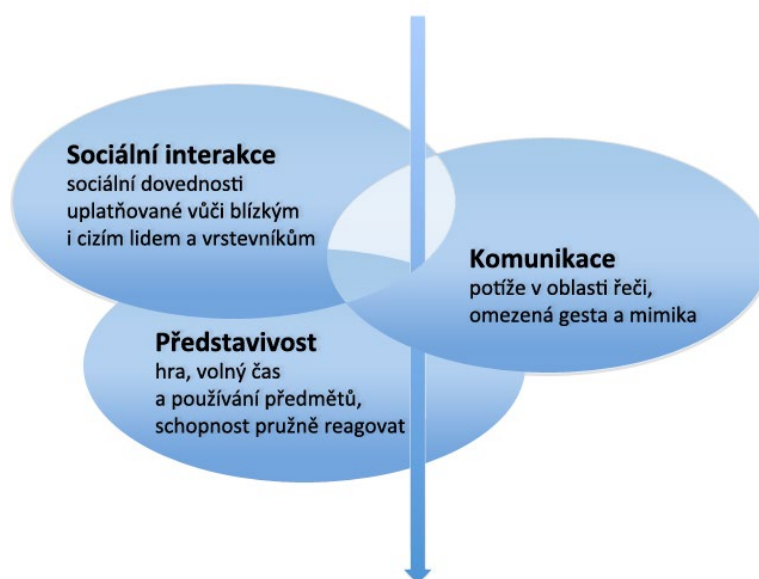 Sociální interakce
sociální dovednosti
uplatňované vůči blízkým
i cizím lidem a vrstevníkům
Komunikace
potíže v oblasti řeči,
omezená gesta a mimika
Představivost
hra, volný čas
a používání předmětů,
schopnost pružně reagovat